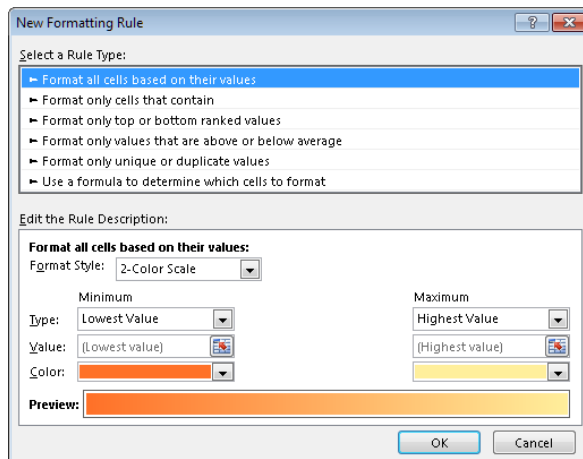 New Formatting Rule
Select a Rule Type:
► Format all cells based on their values
► Format only cells that contain
► Format only top or bottom ranked values
► Format only values that are above or below average
► Format only unique or duplicate values
► Use a formula to determine which cells to format
Edit the Rule Description:
Format all cells based on their values:
Format Style: 2-Color Scale
Minimum Maximum
Type: Lowest Value Highest Value
Value: (Lowest value) (Highest value)
Color:
Preview:
OK Cancel